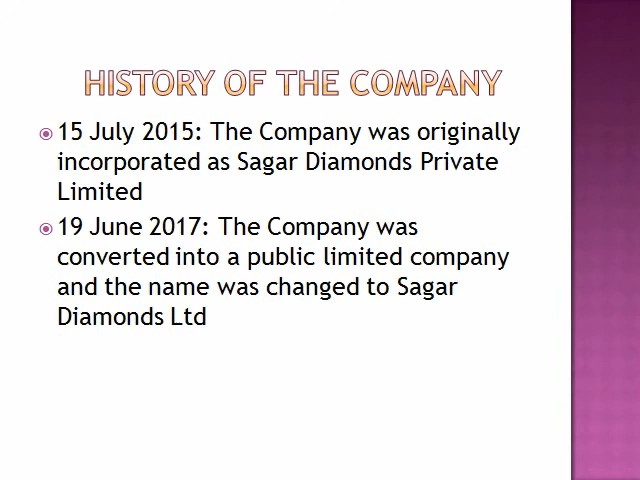 HISTORY OF THE COMPANY
15 July 2015: The Company was originally
incorporated as Sagar Diamonds Private
Limited
19 June 2017: The Company was
converted into a public limited company
and the name was changed to Sagar
Diamonds Ltd